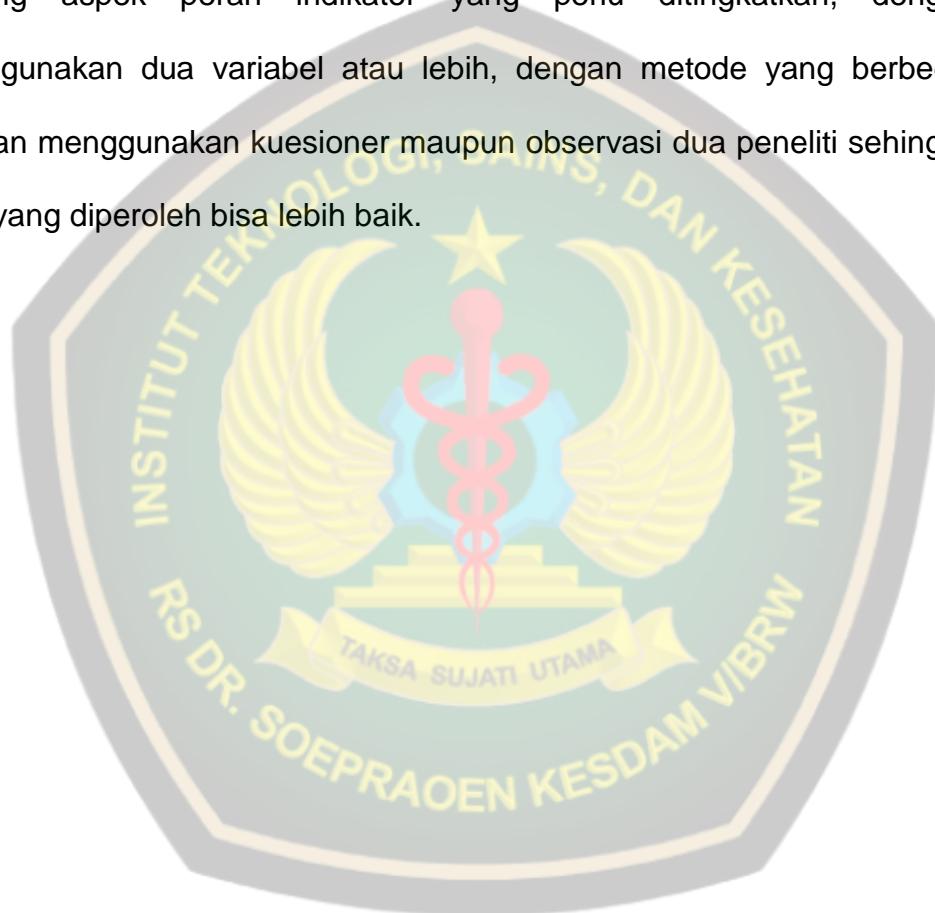 ng aspek peran indikator yang perlu ditingkatkan, deng
gunakan dua variabel atau lebih, dengan metode yang berbed
an menggunakan kuesioner maupun observasi dua peneliti sehing
yang diperoleh bisa lebih baik.
INSTITUT TEKNOLOGI, SAINS, DAN KESEHATAN
TAKSA SUJATI UTAMA
RS DR. SOEPRAOEN KESDAM V/BRW